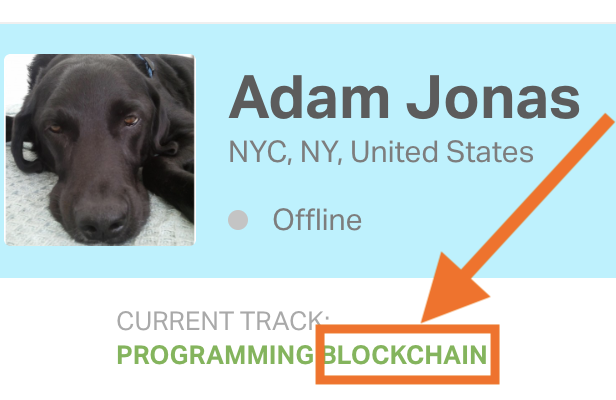 Adam Jonas
NYC, NY, United States
Offline
CURRENT TRACK:
PROGRAMMING BLOCKCHAIN